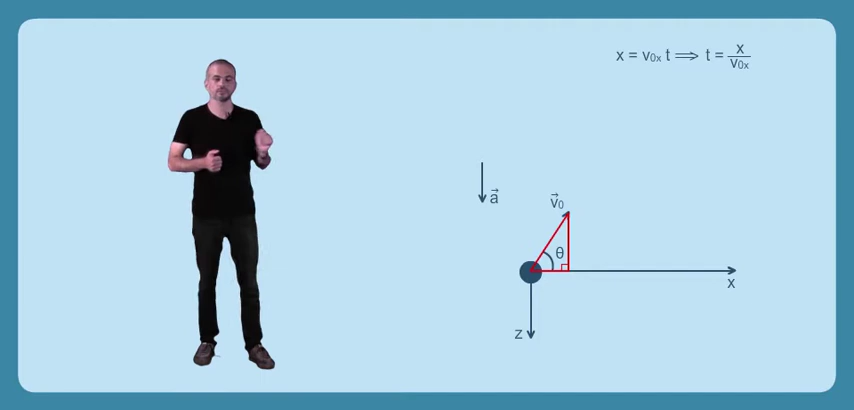 x = v₀ₓ t ⟹ t = x/v₀ₓ
a⃗
v⃗₀
θ
x
z